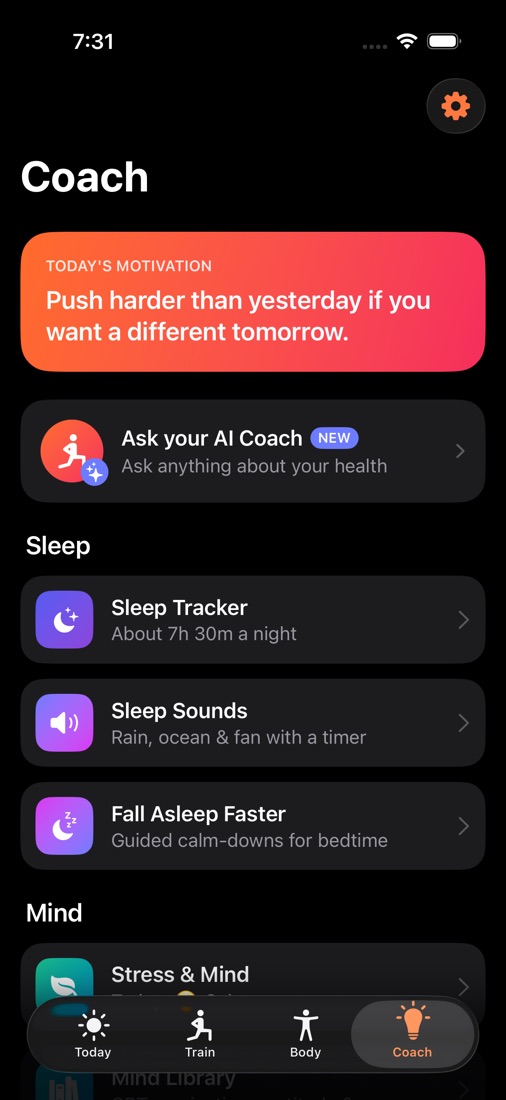 7:31
Coach
TODAY'S MOTIVATION
Push harder than yesterday if you
want a different tomorrow.
Ask your AI Coach NEW
Ask anything about your health
Sleep
Sleep Tracker
About 7h 30m a night
Sleep Sounds
Rain, ocean & fan with a timer
Fall Asleep Faster
Guided calm-downs for bedtime
Mind
Stress & Mind
Today Train Body Coach
Mind Library